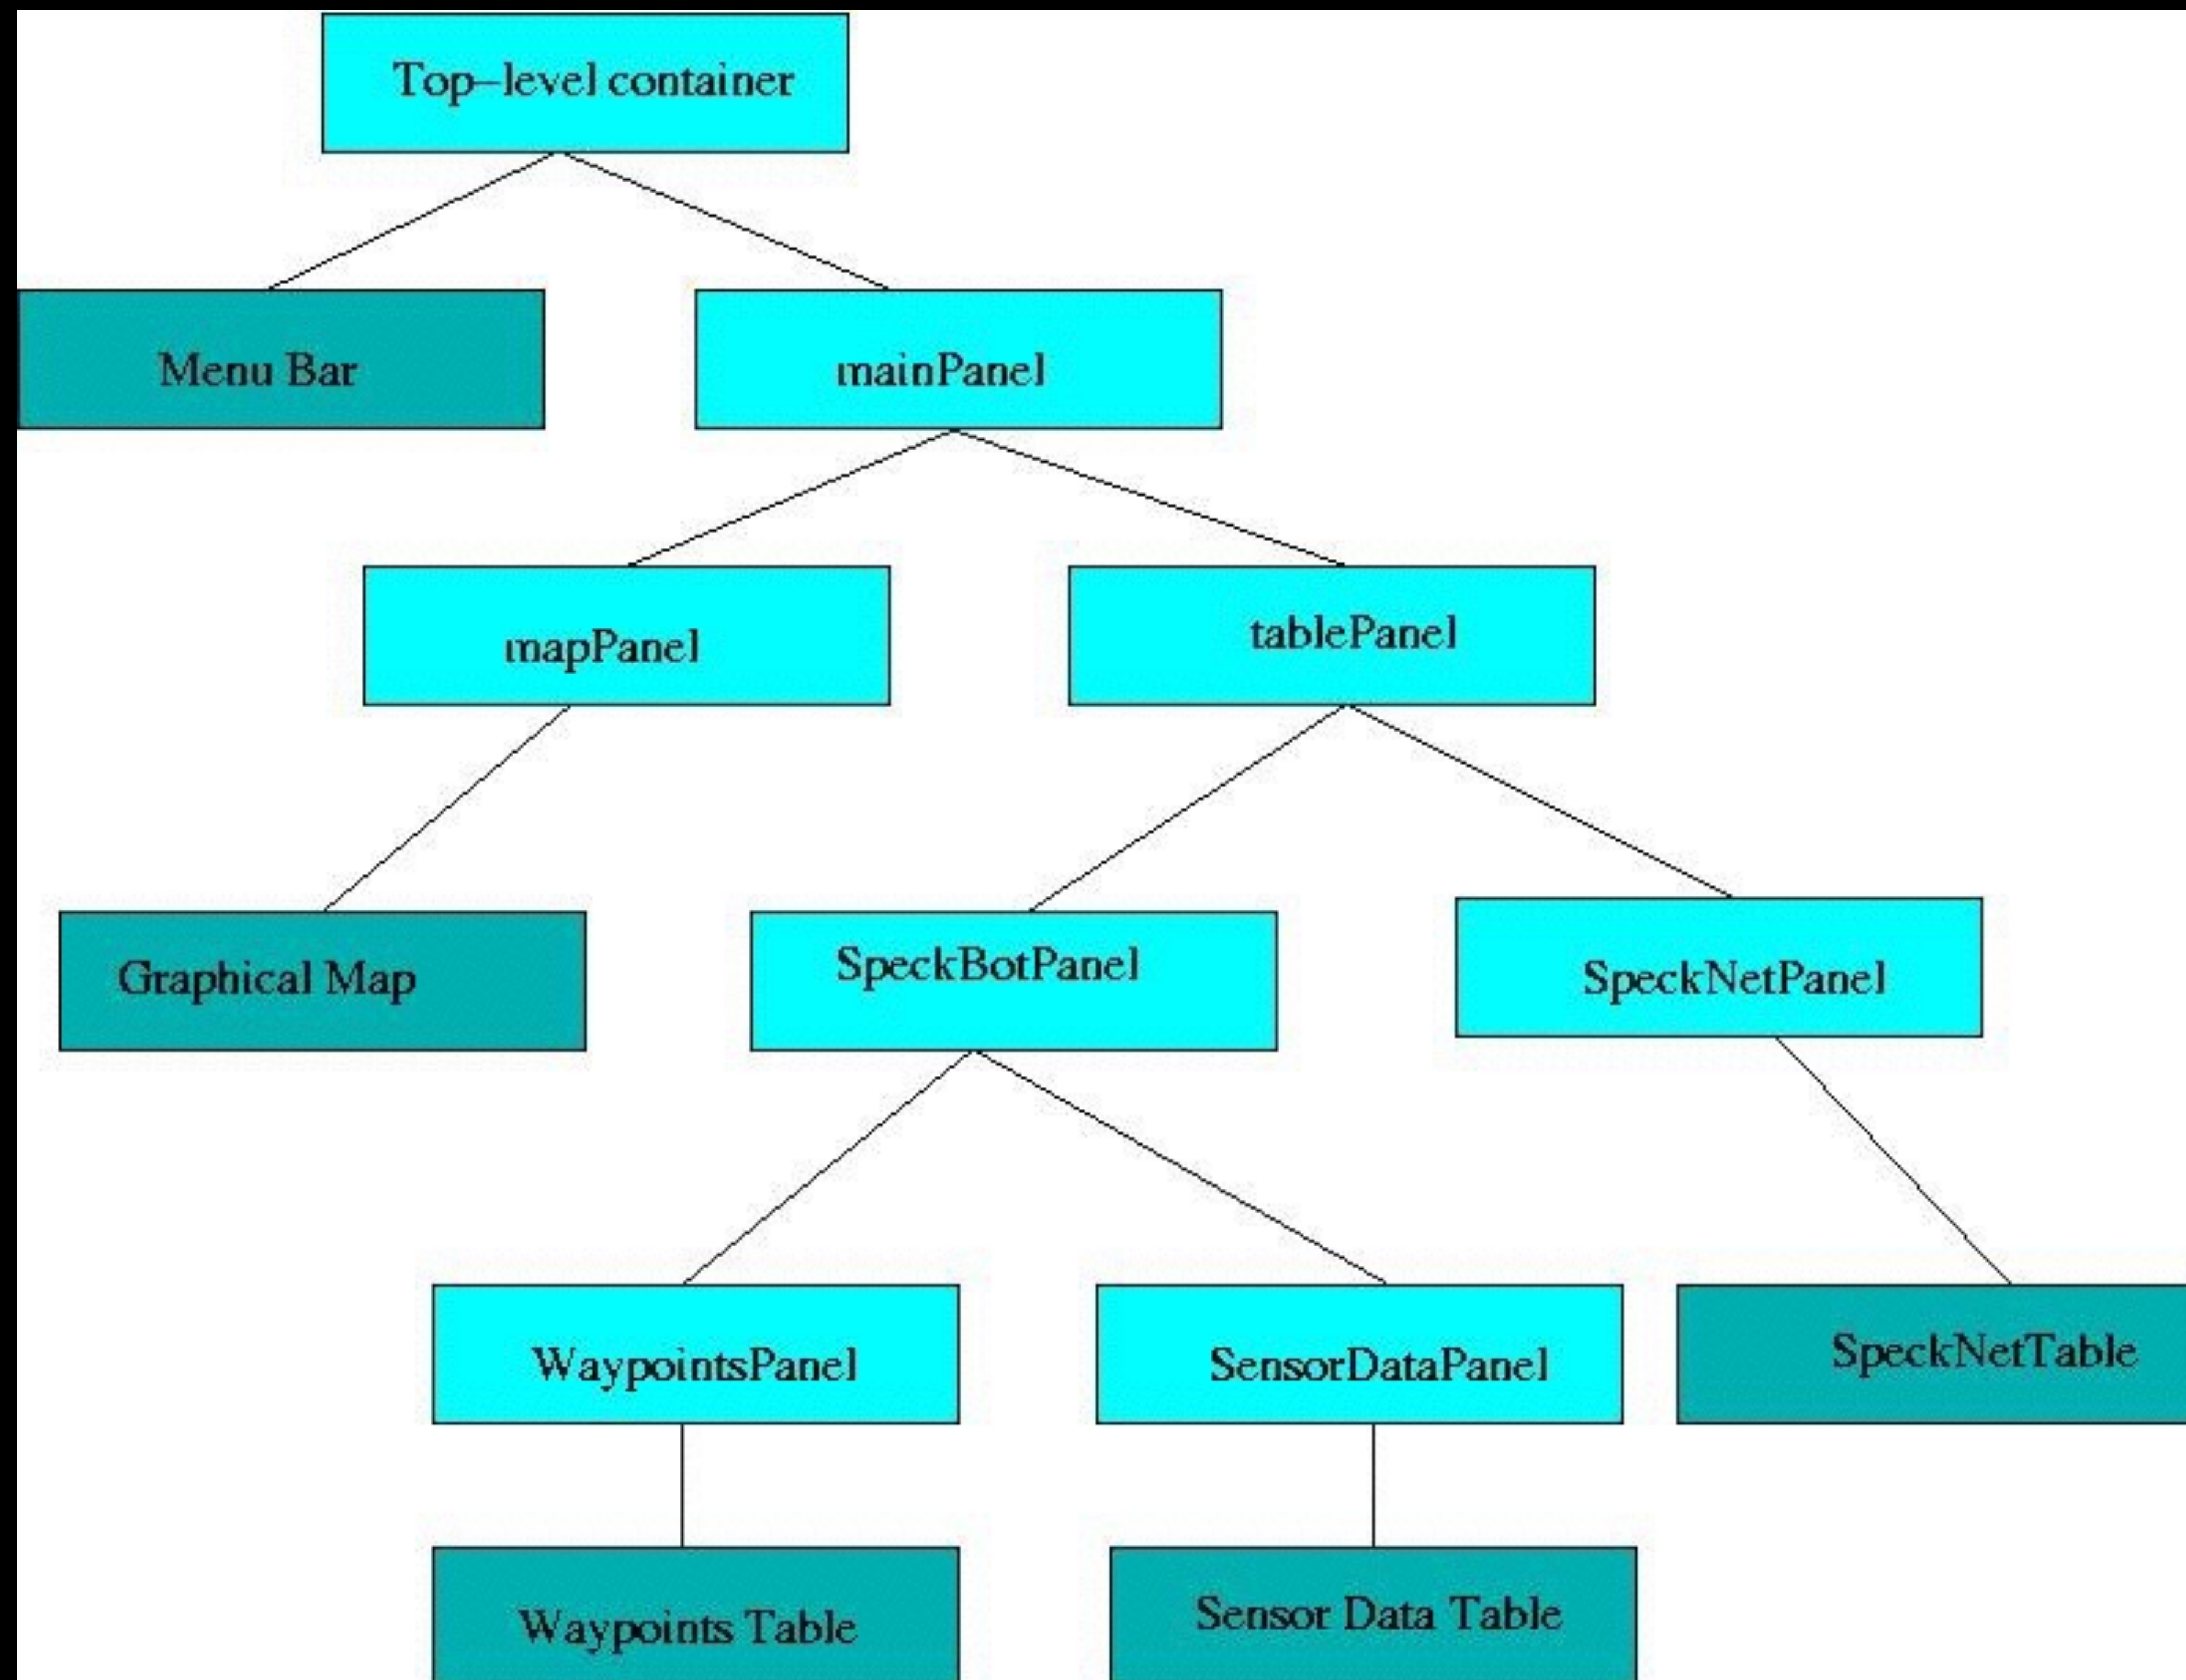 Top–level container
Menu Bar
mainPanel
mapPanel
tablePanel
Graphical Map
SpeckBotPanel
SpeckNetPanel
WaypointsPanel
SensorDataPanel
SpeckNetTable
Waypoints Table
Sensor Data Table